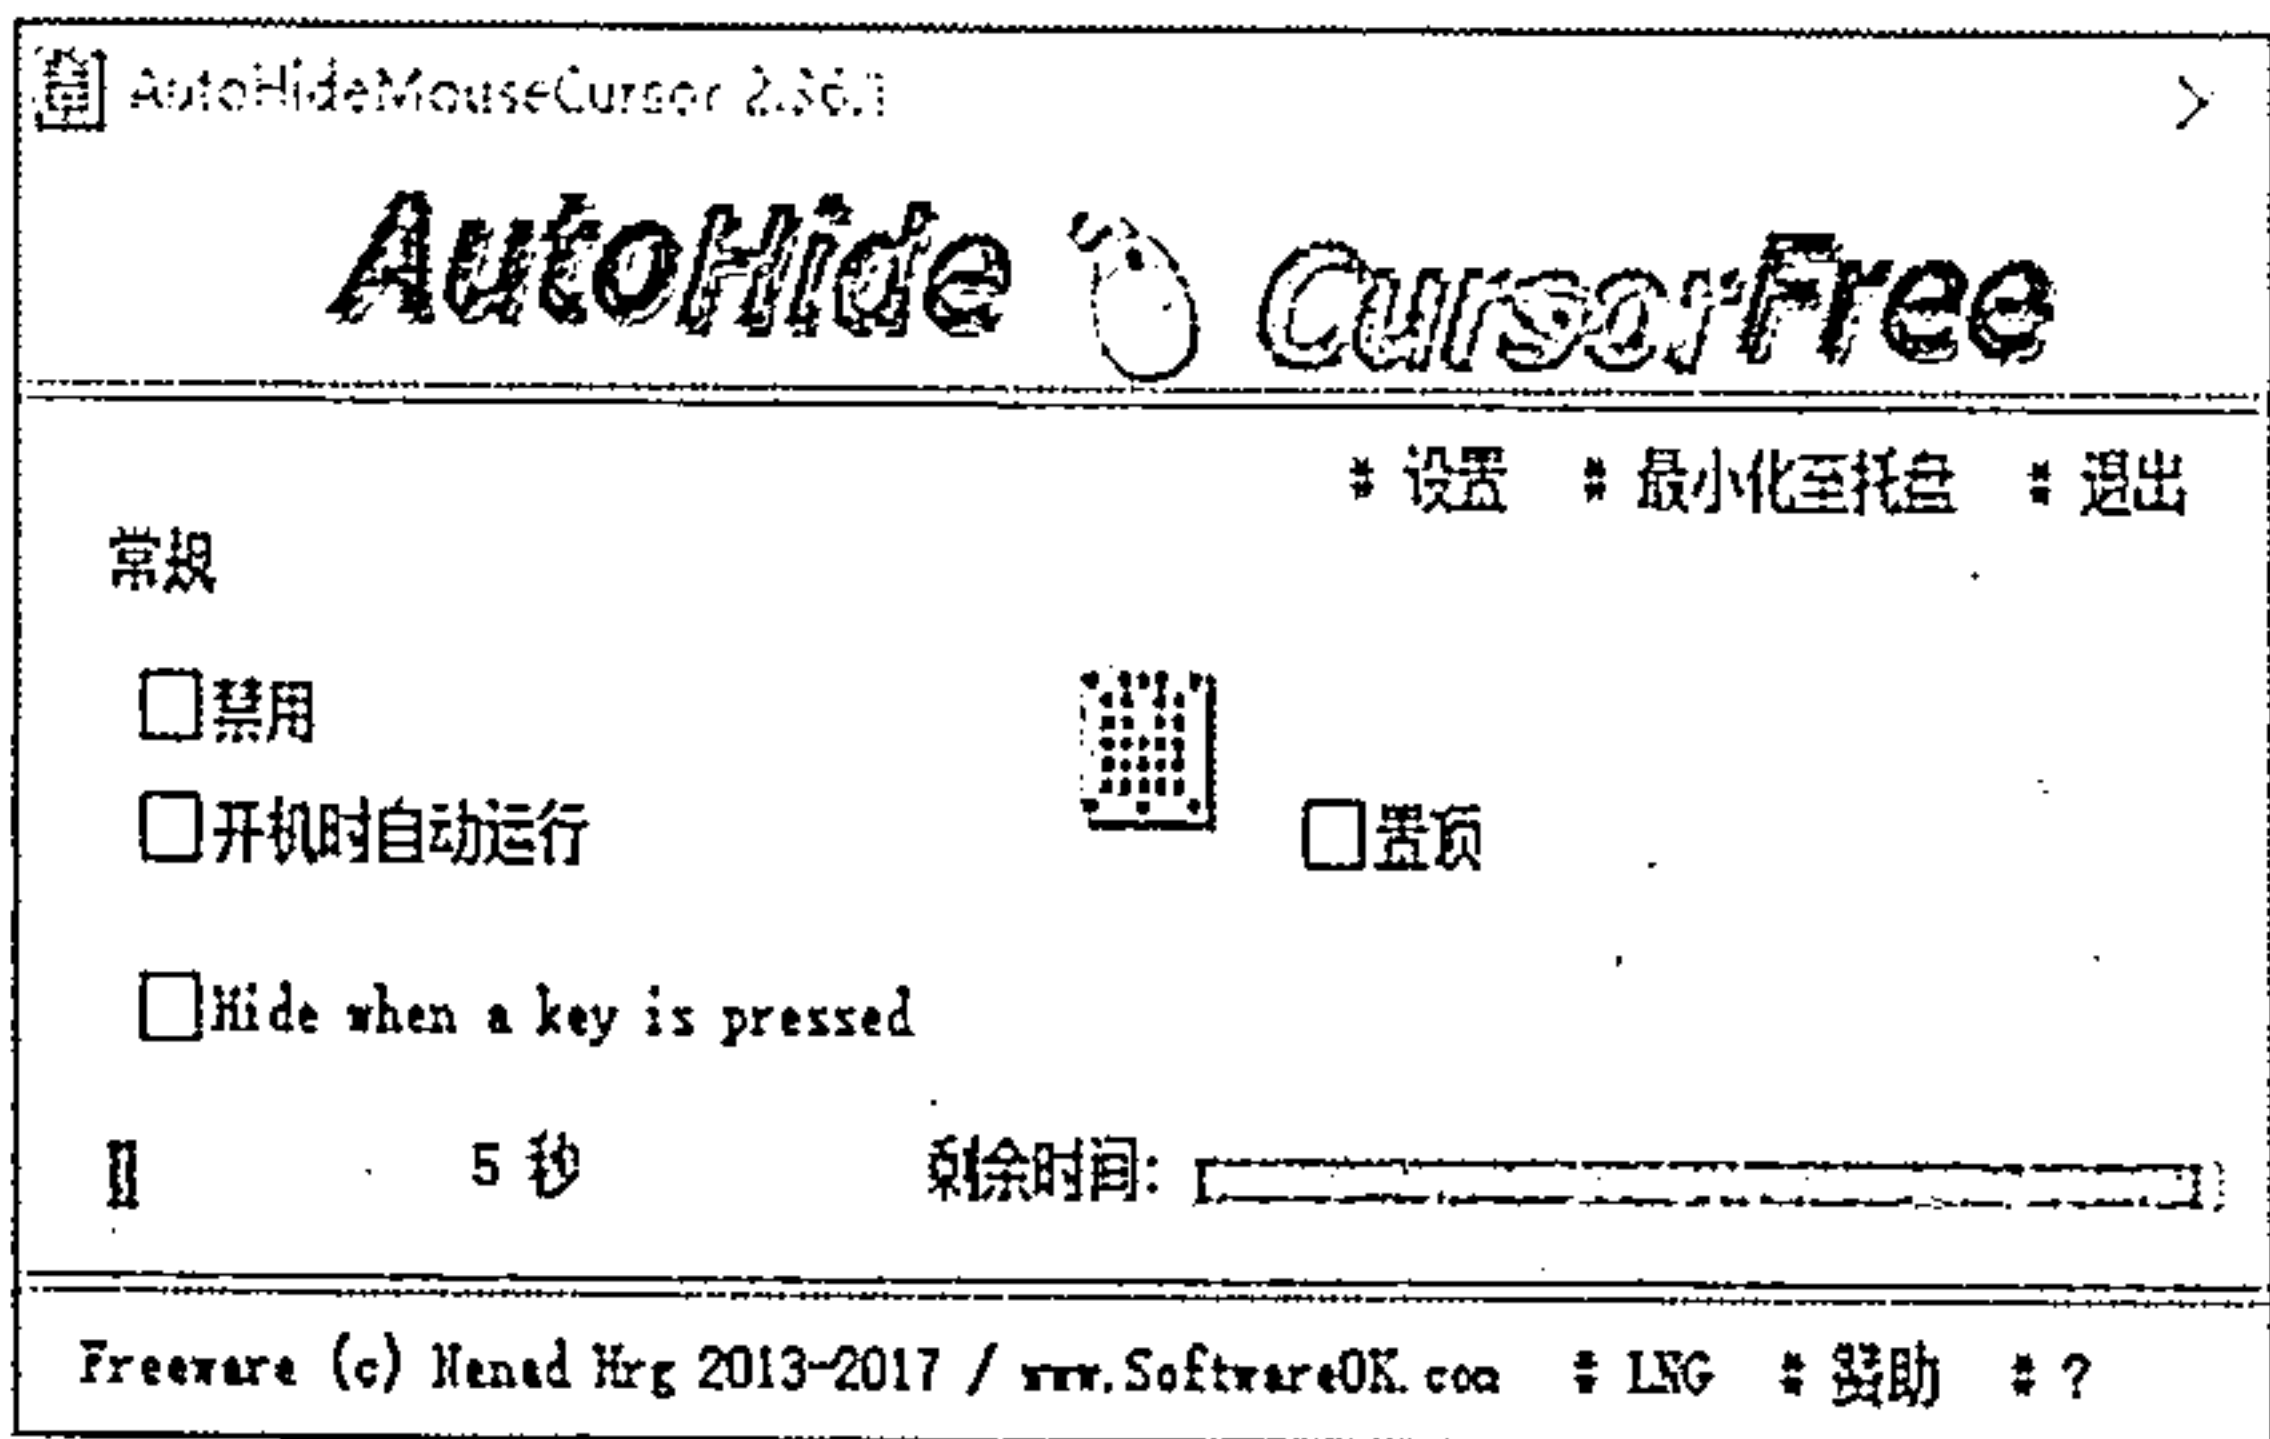 AutoHideMouseCursor 2.36.1
AutoHide CursorFree
# 设置 # 最小化至托盘 # 退出
常规
禁用
开机时自动运行
置顶
Hide when a key is pressed
5 秒 剩余时间:
Freeware (c) Nenad Hrg 2013-2017 / www.SoftwareOK.com # LNG # 赞助 # ?